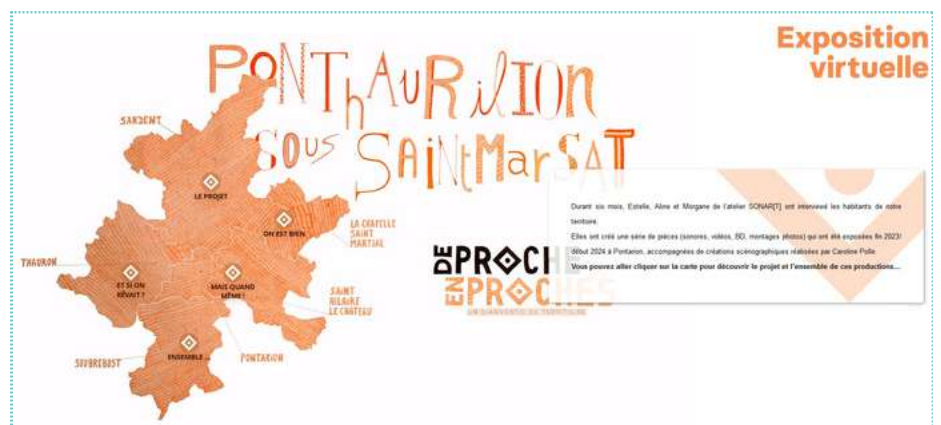 Exposition
virtuelle
PONThAURiLION
SOUS SAiNtMarSAT
SARDENT
LE PROJET
ON EST BIEN
LA CHAPELLE
SAINT
MARTIAL
THAURON
ET SI ON
RÊVAIT ?
MAIS QUAND
MÊME !
SAINT
HILAIRE
LE CHATEAU
ENSEMBLE ...
SOUBREBOST
PONTARION
DE PROCHE
EN PROCHES
UN DIAGNOSTIC DE TERRITOIRE
Durant six mois, Estelle, Aline et Morgane de l'atelier SONAR[T] ont interviewé les habitants de notre
territoire.
Elles ont créé une série de pièces (sonores, vidéos, BD, montages photos) qui ont été exposées fin 2023/
début 2024 à Pontarion, accompagnées de créations scénographiques réalisées par Caroline Polle.
Vous pouvez aller cliquer sur la carte pour découvrir le projet et l'ensemble de ces productions...